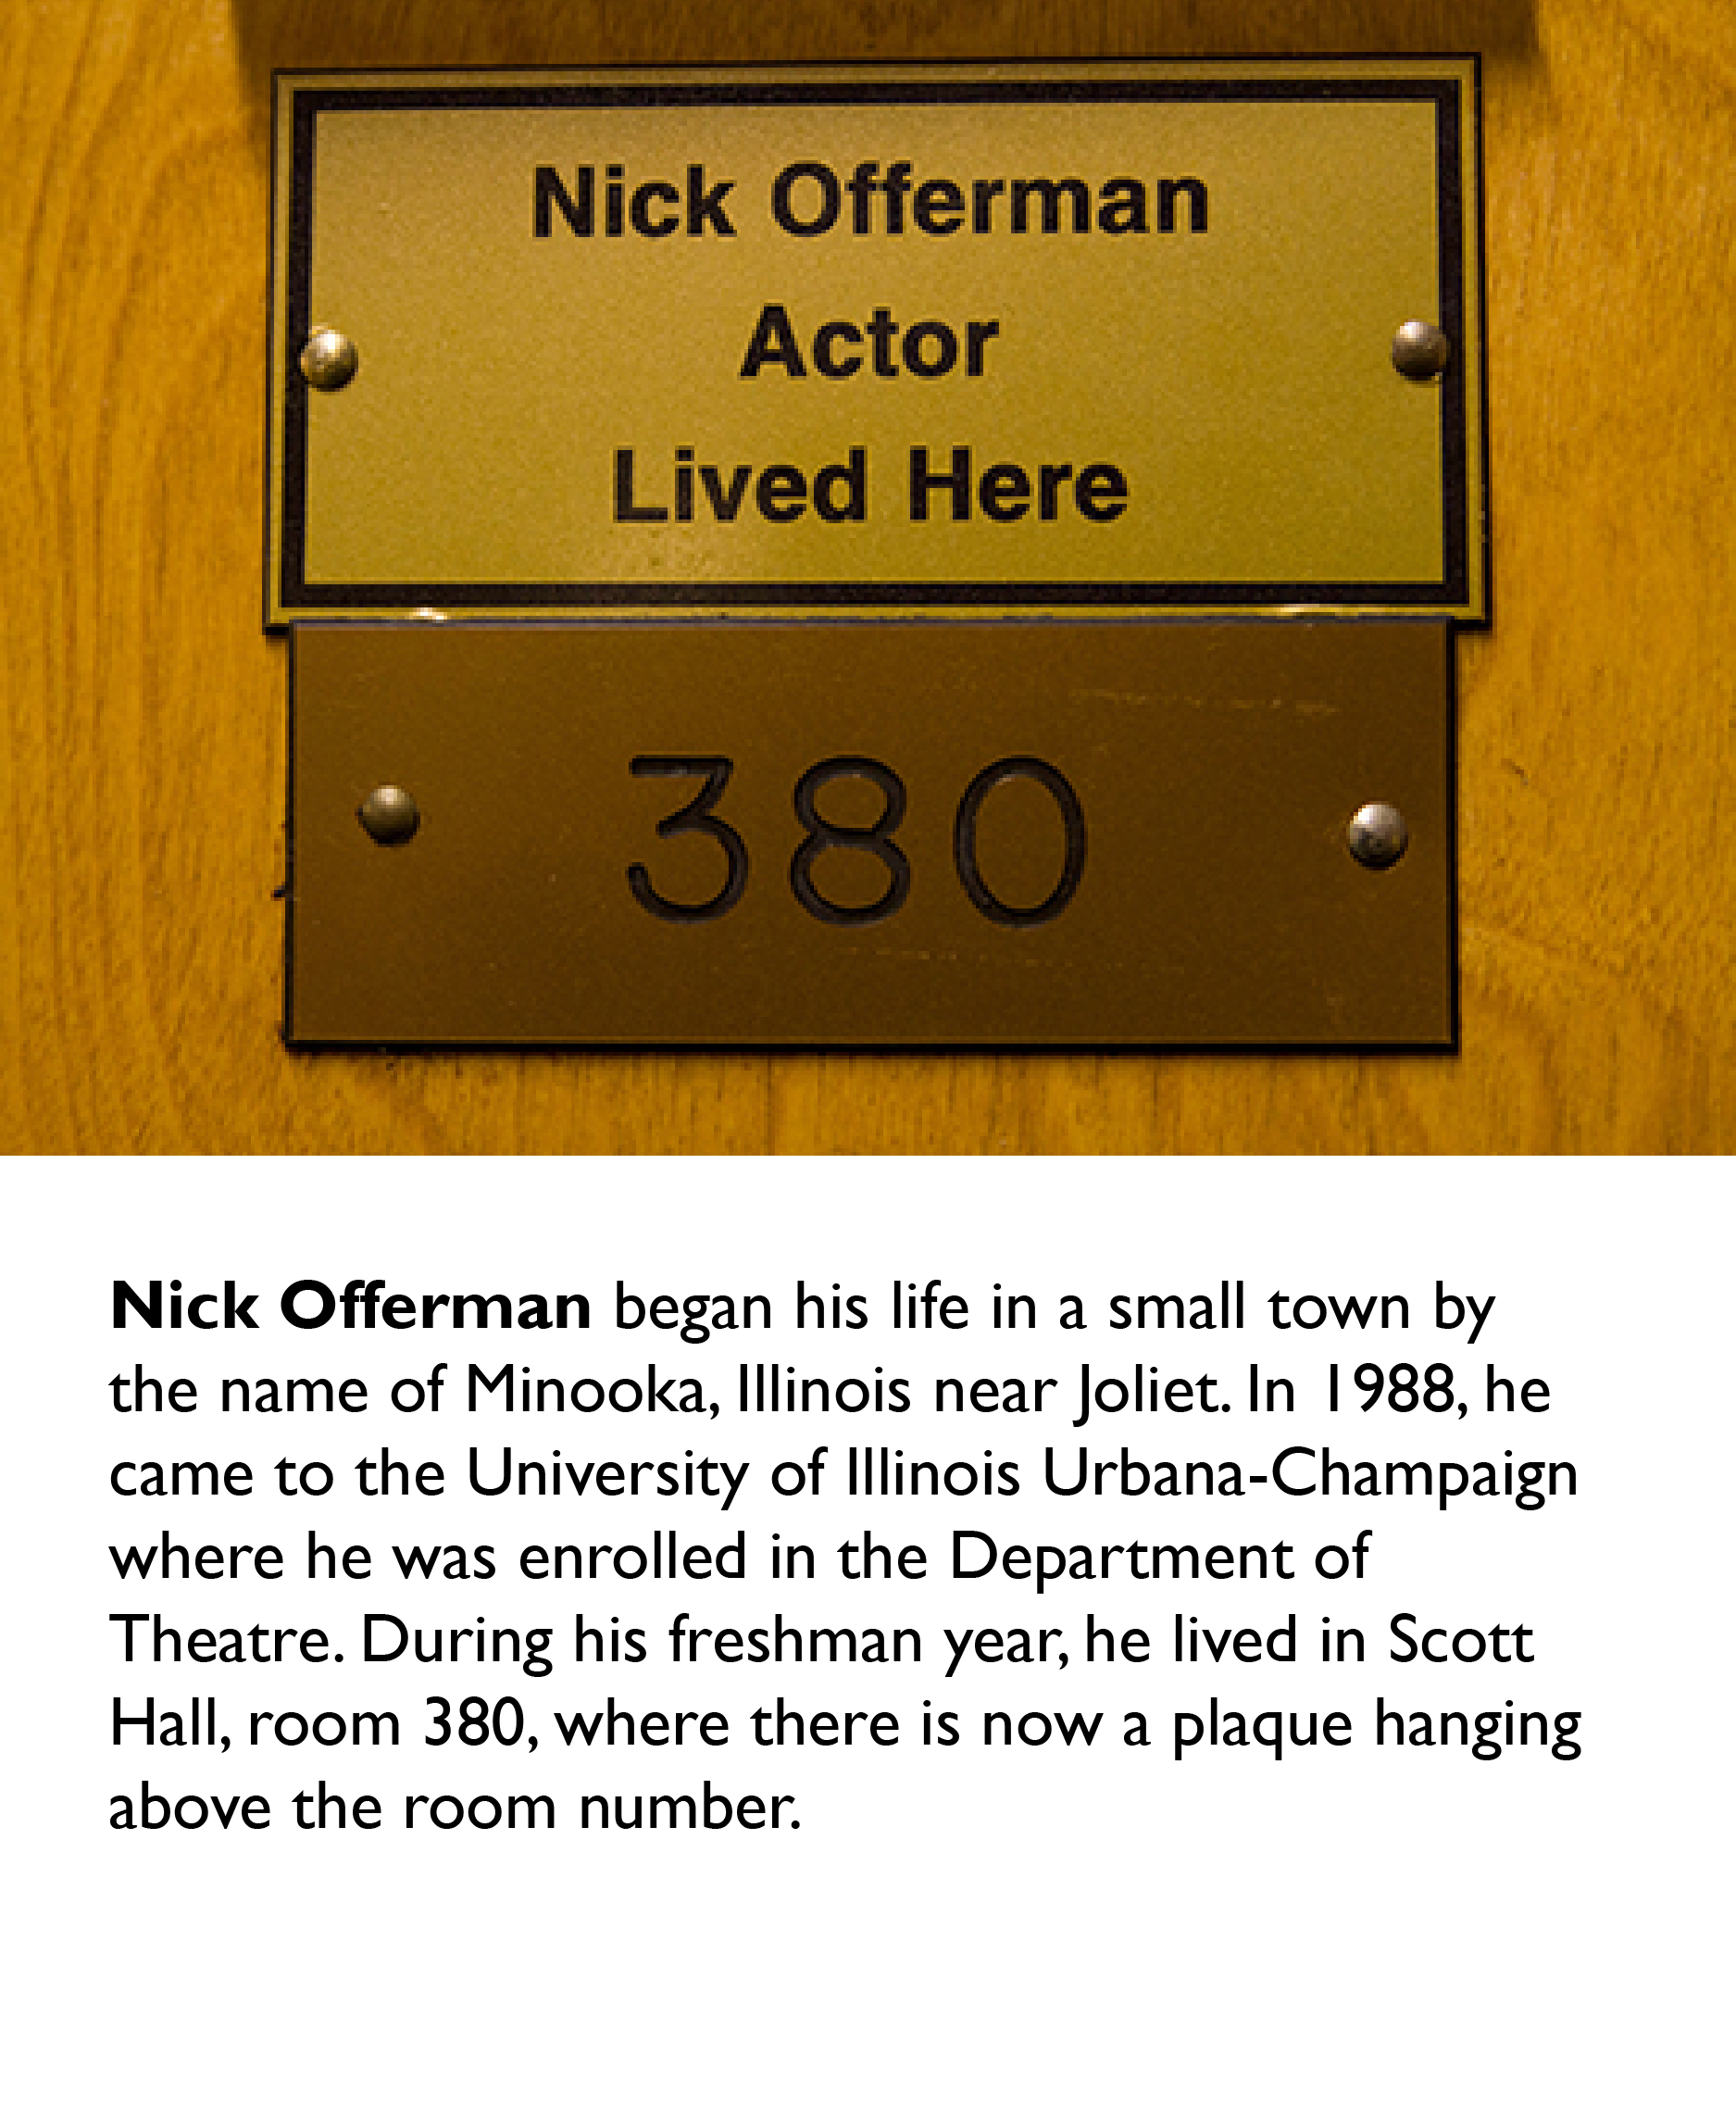 Nick Offerman
Actor
Lived Here
380
Nick Offerman began his life in a small town by
the name of Minooka, Illinois near Joliet. In 1988, he
came to the University of Illinois Urbana-Champaign
where he was enrolled in the Department of
Theatre. During his freshman year, he lived in Scott
Hall, room 380, where there is now a plaque hanging
above the room number.